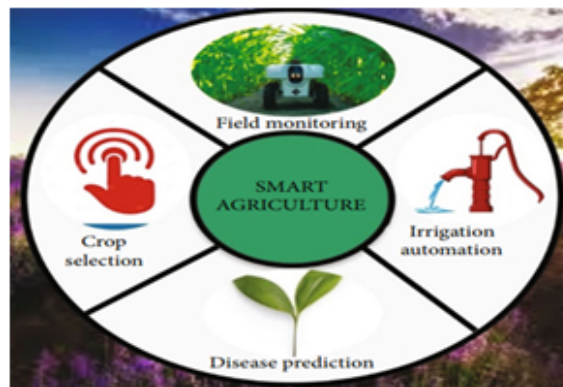 Field monitoring
SMART
AGRICULTURE
Crop
selection
Irrigation
automation
Disease prediction